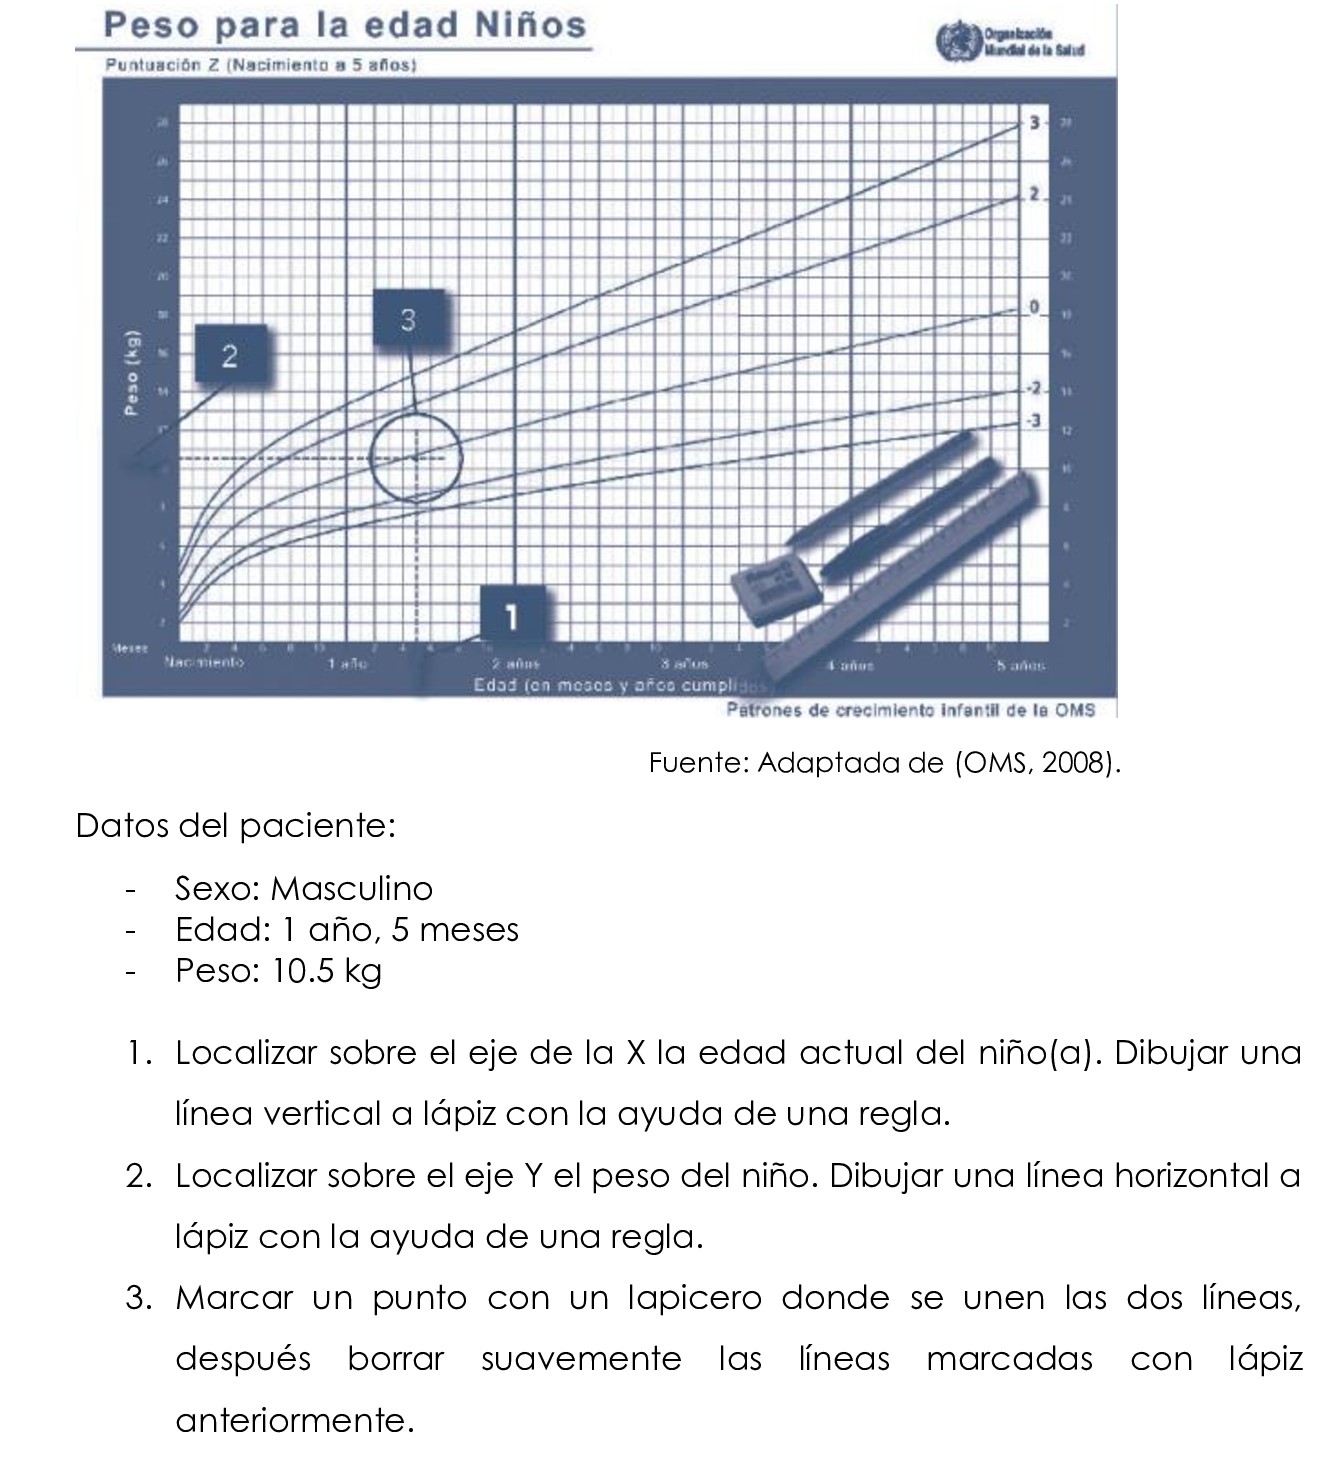 Peso para la edad Niños
Organización
Mundial de la Salud
Puntuación Z (Nacimiento a 5 años)
3
2
0
-2
-3
Peso (kg)
2
3
1
Meses
Nacimiento
1 año
2 años
3 años
4 años
5 años
Edad (en meses y años cumplidos)
Patrones de crecimiento infantil de la OMS
Fuente: Adaptada de (OMS, 2008).
Datos del paciente:
- Sexo: Masculino
- Edad: 1 año, 5 meses
- Peso: 10.5 kg
1. Localizar sobre el eje de la X la edad actual del niño(a). Dibujar una
línea vertical a lápiz con la ayuda de una regla.
2. Localizar sobre el eje Y el peso del niño. Dibujar una línea horizontal a
lápiz con la ayuda de una regla.
3. Marcar un punto con un lapicero donde se unen las dos líneas,
después borrar suavemente las líneas marcadas con lápiz
anteriormente.